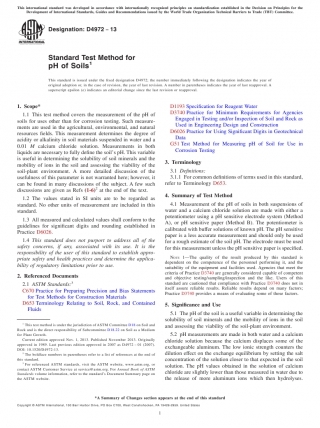 This international standard was developed in accordance with internationally recognized principles on standardization established in the Decision on Principles for the
Development of International Standards, Guides and Recommendations issued by the World Trade Organization Technical Barriers to Trade (TBT) Committee.
Designation: D4972 − 13
INTERNATIONAL
Standard Test Method for
pH of Soils¹
This standard is issued under the fixed designation D4972; the number immediately following the designation indicates the year of
original adoption or, in the case of revision, the year of last revision. A number in parentheses indicates the year of last reapproval. A
superscript epsilon (ε) indicates an editorial change since the last revision or reapproval.
1. Scope*
1.1 This test method covers the measurement of the pH of
soils for uses other than for corrosion testing. Such measure-
ments are used in the agricultural, environmental, and natural
resources fields. This measurement determines the degree of
acidity or alkalinity in soil materials suspended in water and a
0.01 M calcium chloride solution. Measurements in both
liquids are necessary to fully define the soil's pH. This variable
is useful in determining the solubility of soil minerals and the
mobility of ions in the soil and assessing the viability of the
soil-plant environment. A more detailed discussion of the
usefulness of this parameter is not warranted here; however, it
can be found in many discussions of the subject. A few such
discussions are given as Refs (1-6)² at the end of the text.
1.2 The values stated in SI units are to be regarded as
standard. No other units of measurement are included in this
standard.
1.3 All measured and calculated values shall conform to the
guidelines for significant digits and rounding established in
Practice D6026.
1.4 This standard does not purport to address all of the
safety concerns, if any, associated with its use. It is the
responsibility of the user of this standard to establish appro-
priate safety and health practices and determine the applica-
bility of regulatory limitations prior to use.
2. Referenced Documents
2.1 ASTM Standards:³
C670 Practice for Preparing Precision and Bias Statements
for Test Methods for Construction Materials
D653 Terminology Relating to Soil, Rock, and Contained
Fluids
¹ This test method is under the jurisdiction of ASTM Committee D18 on Soil and
Rock and is the direct responsibility of Subcommittee D18.22 on Soil as a Medium
for Plant Growth.
Current edition approved Nov. 1, 2013. Published November 2013. Originally
approved in 1989. Last previous edition approved in 2007 as D4972 – 01 (2007).
DOI: 10.1520/D4972-13.
² The boldface numbers in parentheses refer to a list of references at the end of
this standard.
³ For referenced ASTM standards, visit the ASTM website, www.astm.org, or
contact ASTM Customer Service at service@astm.org. For Annual Book of ASTM
Standards volume information, refer to the standard's Document Summary page on
the ASTM website.
D1193 Specification for Reagent Water
D3740 Practice for Minimum Requirements for Agencies
Engaged in Testing and/or Inspection of Soil and Rock as
Used in Engineering Design and Construction
D6026 Practice for Using Significant Digits in Geotechnical
Data
G51 Test Method for Measuring pH of Soil for Use in
Corrosion Testing
3. Terminology
3.1 Definitions:
3.1.1 For common definitions of terms used in this standard,
refer to Terminology D653.
4. Summary of Test Method
4.1 Measurement of the pH of soils in both suspensions of
water and a calcium chloride solution are made with either a
potentiometer using a pH sensitive electrode system (Method
A), or pH sensitive paper (Method B). The potentiometer is
calibrated with buffer solutions of known pH. The pH sensitive
paper is a less accurate measurement and should only be used
for a rough estimate of the soil pH. The electrode must be used
for this measurement unless the pH sensitive paper is specified.
NOTE 1—The quality of the result produced by this standard is
dependent on the competence of the personnel performing it, and the
suitability of the equipment and facilities used. Agencies that meet the
criteria of Practice D3740 are generally considered capable of competent
and objective testing/sampling/inspection and the like. Users of this
standard are cautioned that compliance with Practice D3740 does not in
itself assure reliable results. Reliable results depend on many factors;
Practice D3740 provides a means of evaluating some of those factors.
5. Significance and Use
5.1 The pH of the soil is a useful variable in determining the
solubility of soil minerals and the mobility of ions in the soil
and assessing the viability of the soil-plant environment.
5.2 pH measurements are made in both water and a calcium
chloride solution because the calcium displaces some of the
exchangeable aluminum. The low ionic strength counters the
dilution effect on the exchange equilibrium by setting the salt
concentration of the solution closer to that expected in the soil
solution. The pH values obtained in the solution of calcium
chloride are slightly lower than those measured in water due to
the release of more aluminum ions which then hydrolyses.
*A Summary of Changes section appears at the end of this standard
1